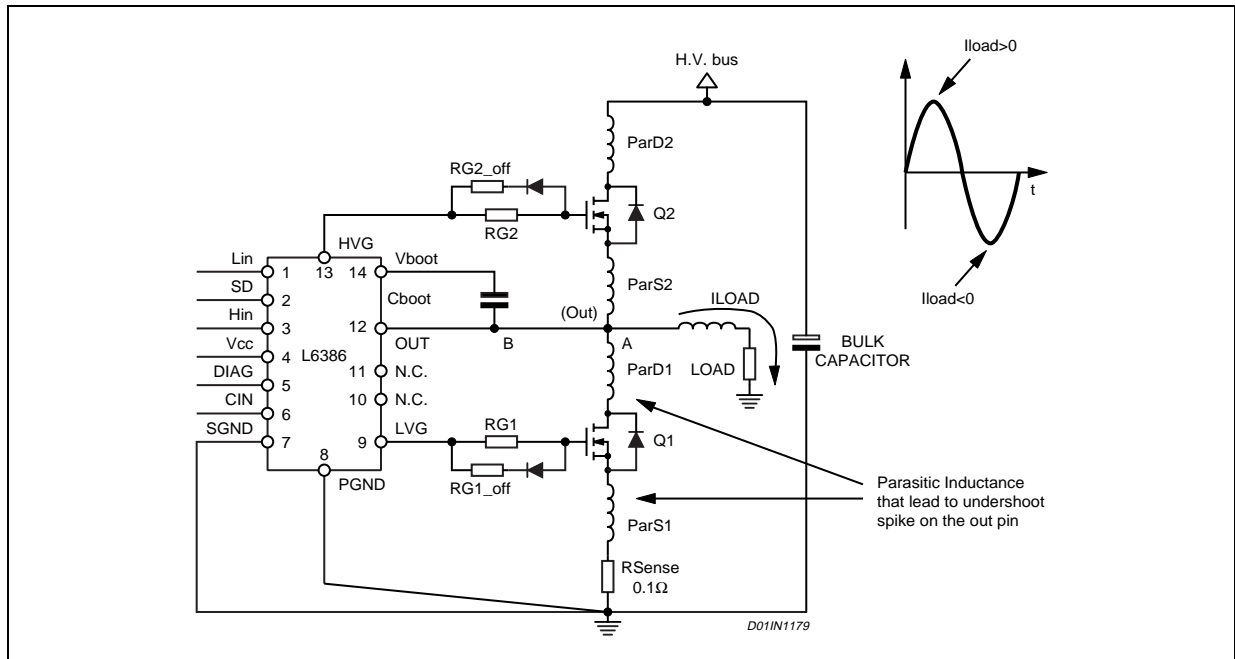 Iload>0
H.V. bus
ParD2
t
RG2_off
Q2
RG2
HVG
Vboot
Lin
1
13
14
ParS2
SD
2
Cboot
ILOAD
Iload<0
Hin
3
12
(Out)
OUT
B
A
BULK
CAPACITOR
Vcc
4
L6386
11
N.C.
ParD1
LOAD
DIAG
5
10
N.C.
CIN
6
LVG
RG1
Q1
SGND
7
8
9
PGND
RG1_off
Parasitic Inductance
that lead to undershoot
spike on the out pin
ParS1
RSense
0.1Ω
D01IN1179